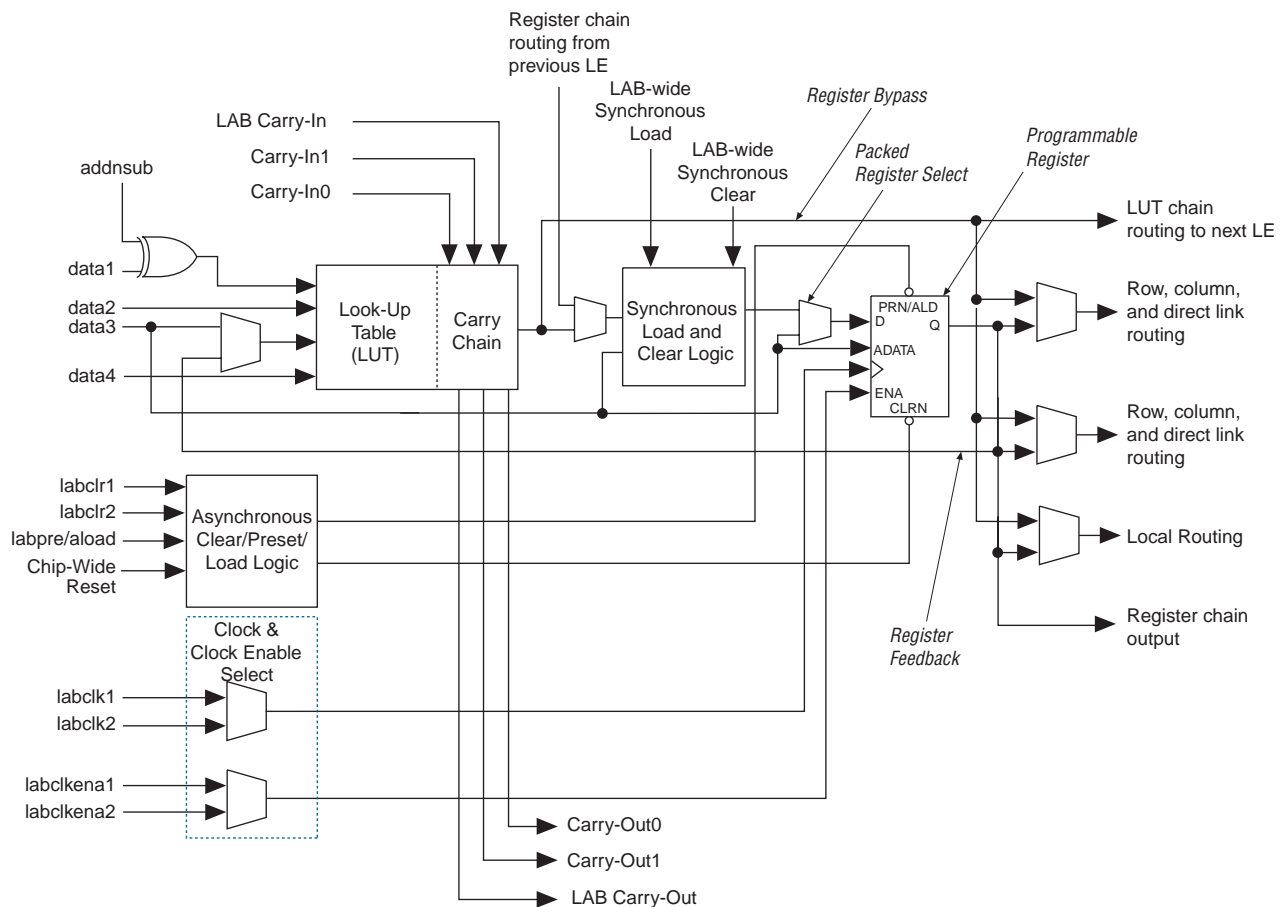 Register chain
routing from
previous LE
LAB-wide
Synchronous
Load
Register Bypass
Programmable
Register
LAB Carry-In
Carry-In1
Carry-In0
LAB-wide
Synchronous
Clear
Packed
Register Select
addnsub
data1
data2
data3
data4
Look-Up
Table
(LUT)
Carry
Chain
Synchronous
Load and
Clear Logic
PRN/ALD
D
Q
ADATA
ENA
CLRN
LUT chain
routing to next LE
Row, column,
and direct link
routing
Row, column,
and direct link
routing
Local Routing
Register chain
output
Register
Feedback
labclr1
labclr2
labpre/aload
Chip-Wide
Reset
Asynchronous
Clear/Preset/
Load Logic
Clock &
Clock Enable
Select
labclk1
labclk2
labclkena1
labclkena2
Carry-Out0
Carry-Out1
LAB Carry-Out